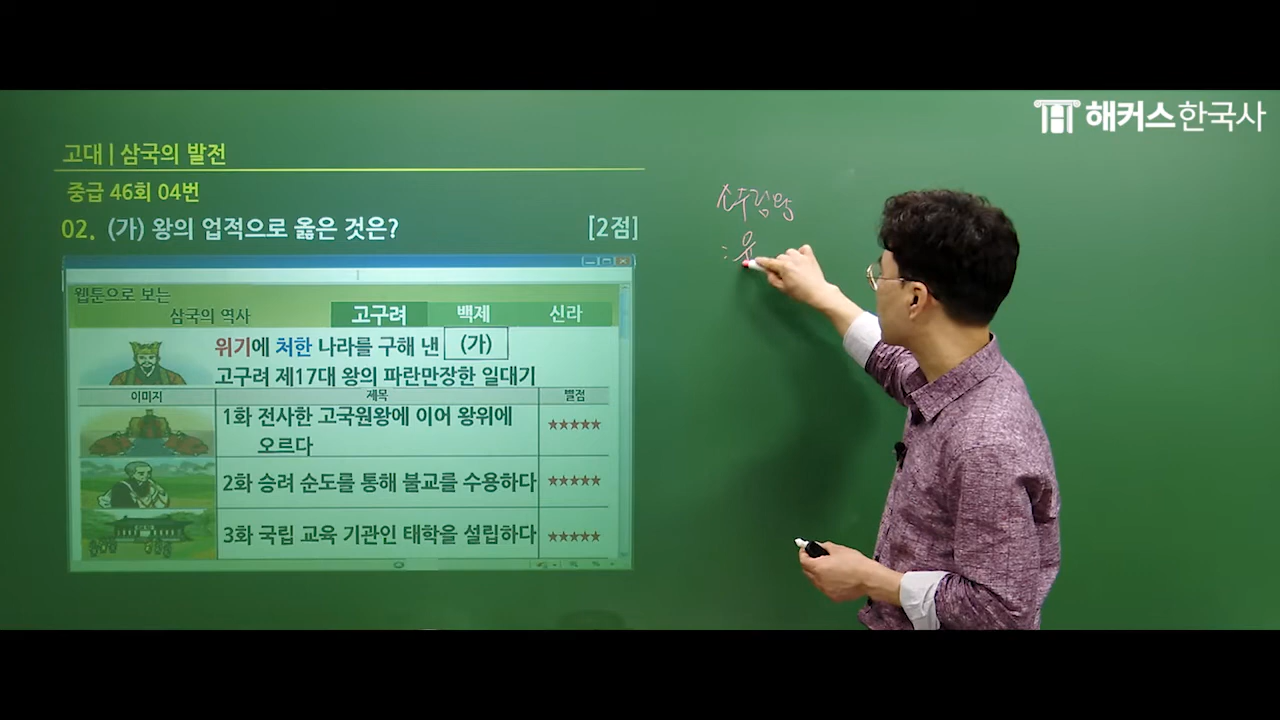 해커스한국사
고대 | 삼국의 발전
중급 46회 04번
02. (가) 왕의 업적으로 옳은 것은? [2점]
웹툰으로 보는
삼국의 역사 고구려 백제 신라
위기에 처한 나라를 구해 낸 (가)
고구려 제17대 왕의 파란만장한 일대기
이미지 제목 별점
1화 전사한 고국원왕에 이어 왕위에 ★★★★★
오르다
2화 승려 순도를 통해 불교를 수용하다 ★★★★★
3화 국립 교육 기관인 태학을 설립하다 ★★★★★
소수림왕